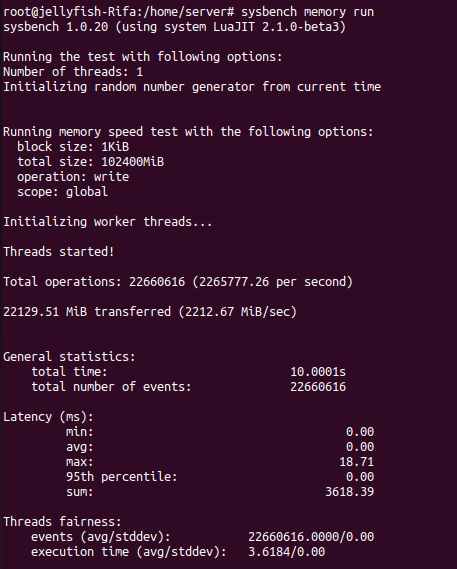 root@jellyfish-Rifa:/home/server# sysbench memory run
sysbench 1.0.20 (using system LuaJIT 2.1.0-beta3)
Running the test with following options:
Number of threads: 1
Initializing random number generator from current time
Running memory speed test with the following options:
block size: 1KiB
total size: 102400MiB
operation: write
scope: global
Initializing worker threads...
Threads started!
Total operations: 22660616 (2265777.26 per second)
22129.51 MiB transferred (2212.67 MiB/sec)
General statistics:
total time: 10.0001s
total number of events: 22660616
Latency (ms):
min: 0.00
avg: 0.00
max: 18.71
95th percentile: 0.00
sum: 3618.39
Threads fairness:
events (avg/stddev): 22660616.0000/0.00
execution time (avg/stddev): 3.6184/0.00